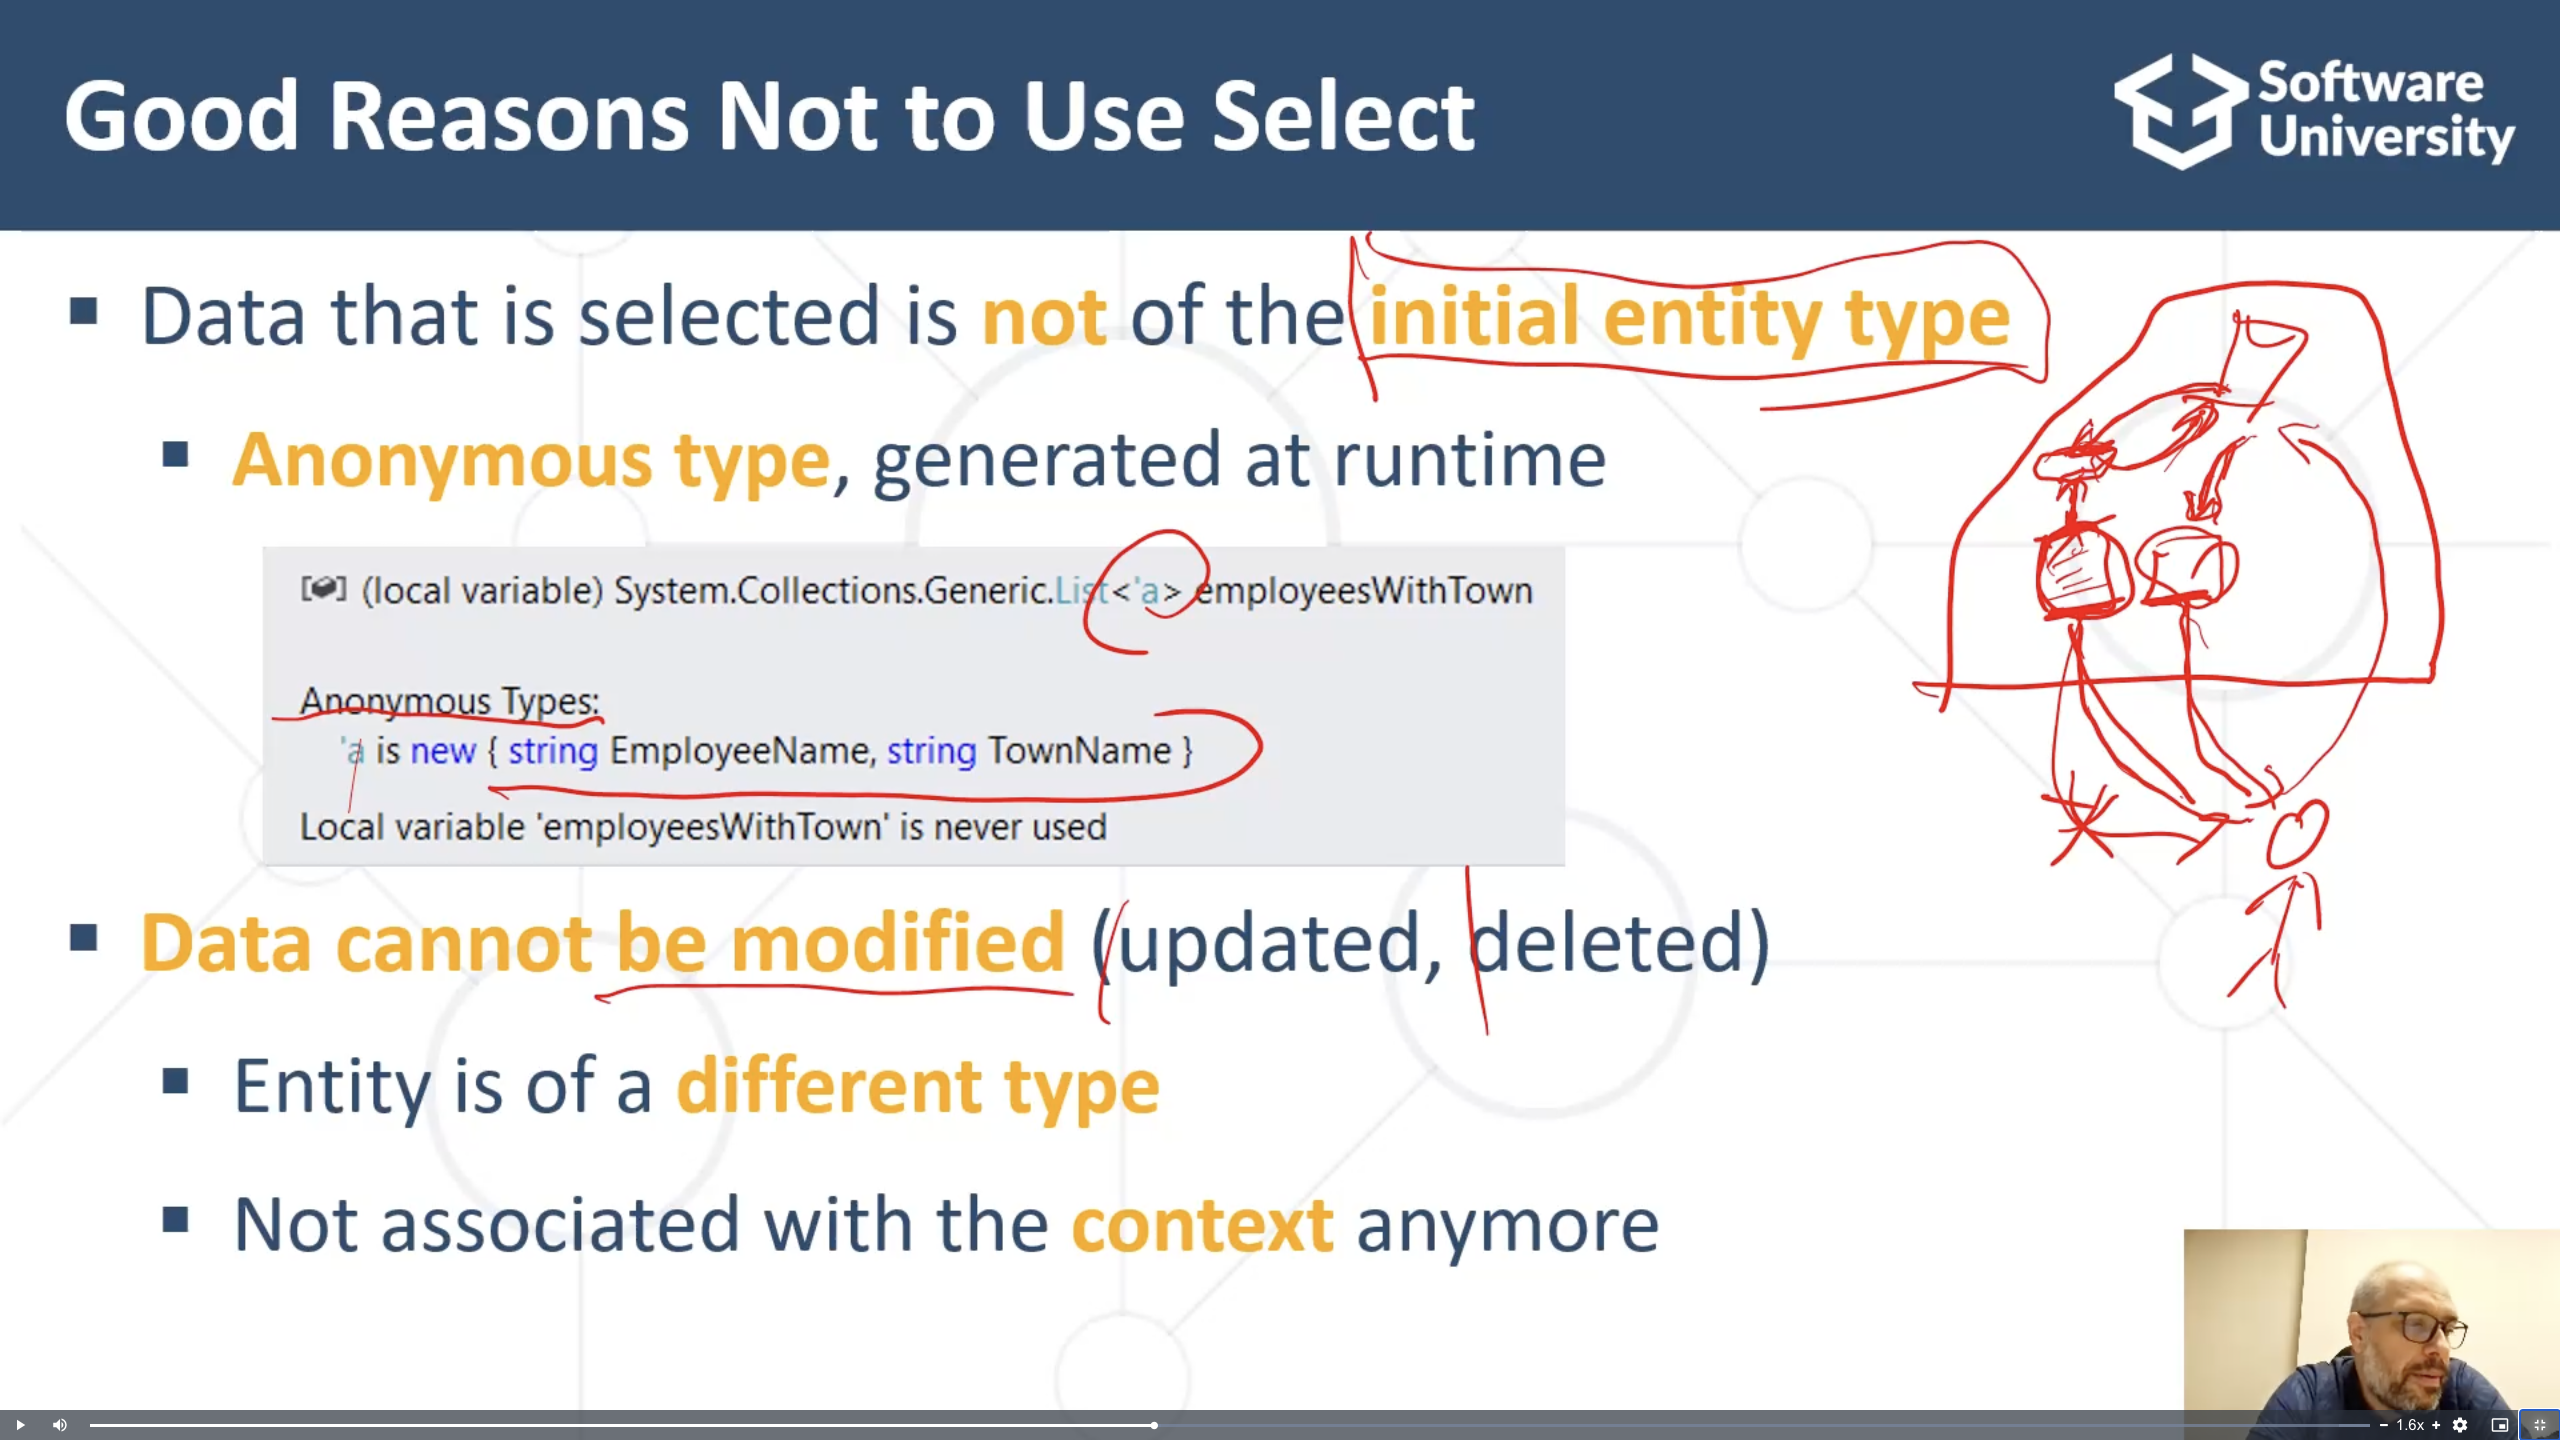 Good Reasons Not to Use Select
Software
University
▪ Data that is selected is not of the initial entity type
▪ Anonymous type, generated at runtime
(local variable) System.Collections.Generic.List<'a> employeesWithTown
Anonymous Types:
'a is new { string EmployeeName, string TownName }
Local variable 'employeesWithTown' is never used
▪ Data cannot be modified (updated, deleted)
▪ Entity is of a different type
▪ Not associated with the context anymore
− 1.6x +